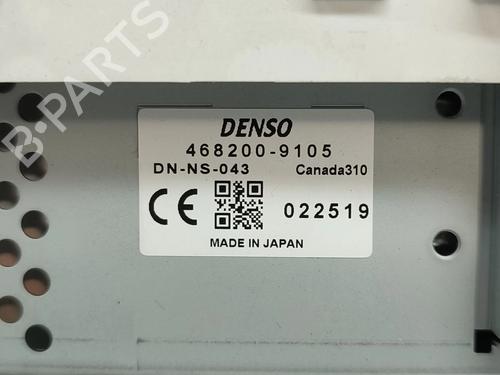 DENSO
468200-9105
DN-NS-043 Canada310
CE 022519
MADE IN JAPAN
B-PARTS